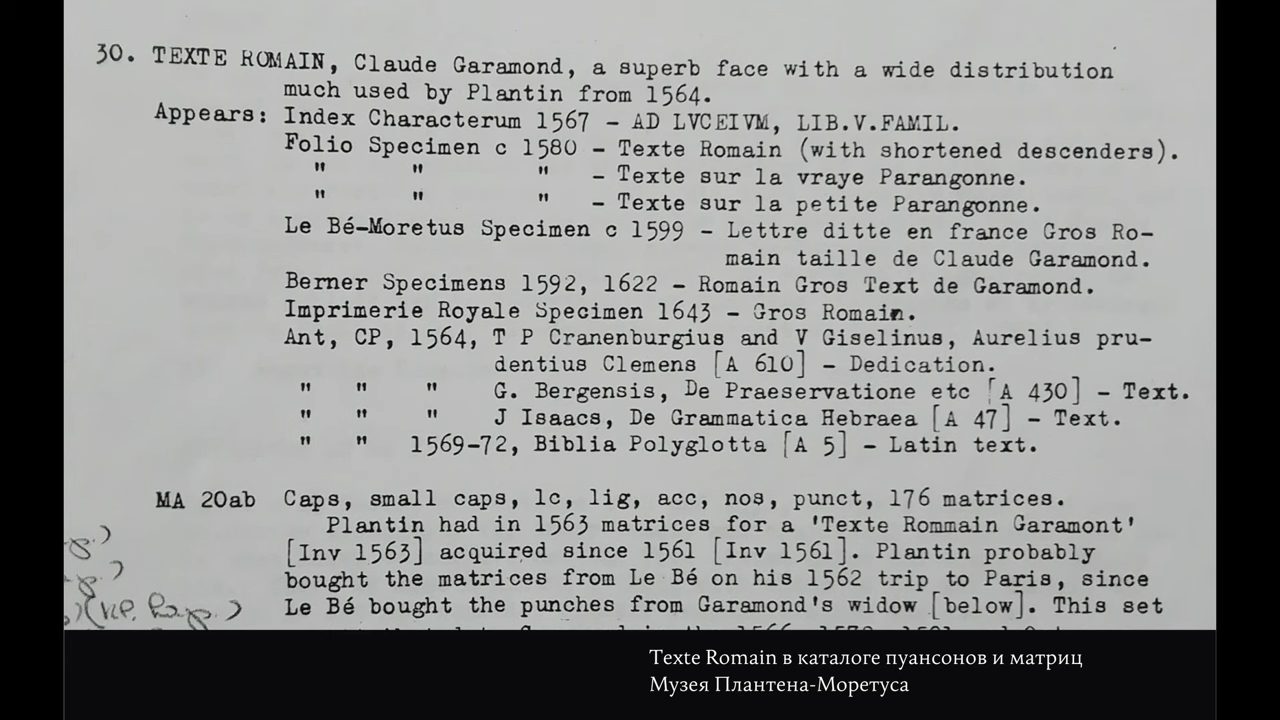 30. TEXTE ROMAIN, Claude Garamond, a superb face with a wide distribution
much used by Plantin from 1564.
Appears: Index Characterum 1567 - AD LVCEIVM, LIB.V.FAMIL.
Folio Specimen c 1580 - Texte Romain (with shortened descenders).
" " " - Texte sur la vraye Parangonne.
" " " - Texte sur la petite Parangonne.
Le Bé-Moretus Specimen c 1599 - Lettre ditte en france Gros Ro-
main taille de Claude Garamond.
Berner Specimens 1592, 1622 - Romain Gros Text de Garamond.
Imprimerie Royale Specimen 1643 - Gros Romain.
Ant, CP, 1564, T P Cranenburgius and V Giselinus, Aurelius pru-
dentius Clemens [A 610] - Dedication.
" " " G. Bergensis, De Praeservatione etc [A 430] - Text.
" " " J Isaacs, De Grammatica Hebraea [A 47] - Text.
" " 1569-72, Biblia Polyglotta [A 5] - Latin text.
MA 20ab Caps, small caps, lc, lig, acc, nos, punct, 176 matrices.
Plantin had in 1563 matrices for a 'Texte Rommain Garamont'
[Inv 1563] acquired since 1561 [Inv 1561]. Plantin probably
bought the matrices from Le Bé on his 1562 trip to Paris, since
Le Bé bought the punches from Garamond's widow [below]. This set
Texte Romain в каталоге пуансонов и матриц
Музея Плантена-Моретуса